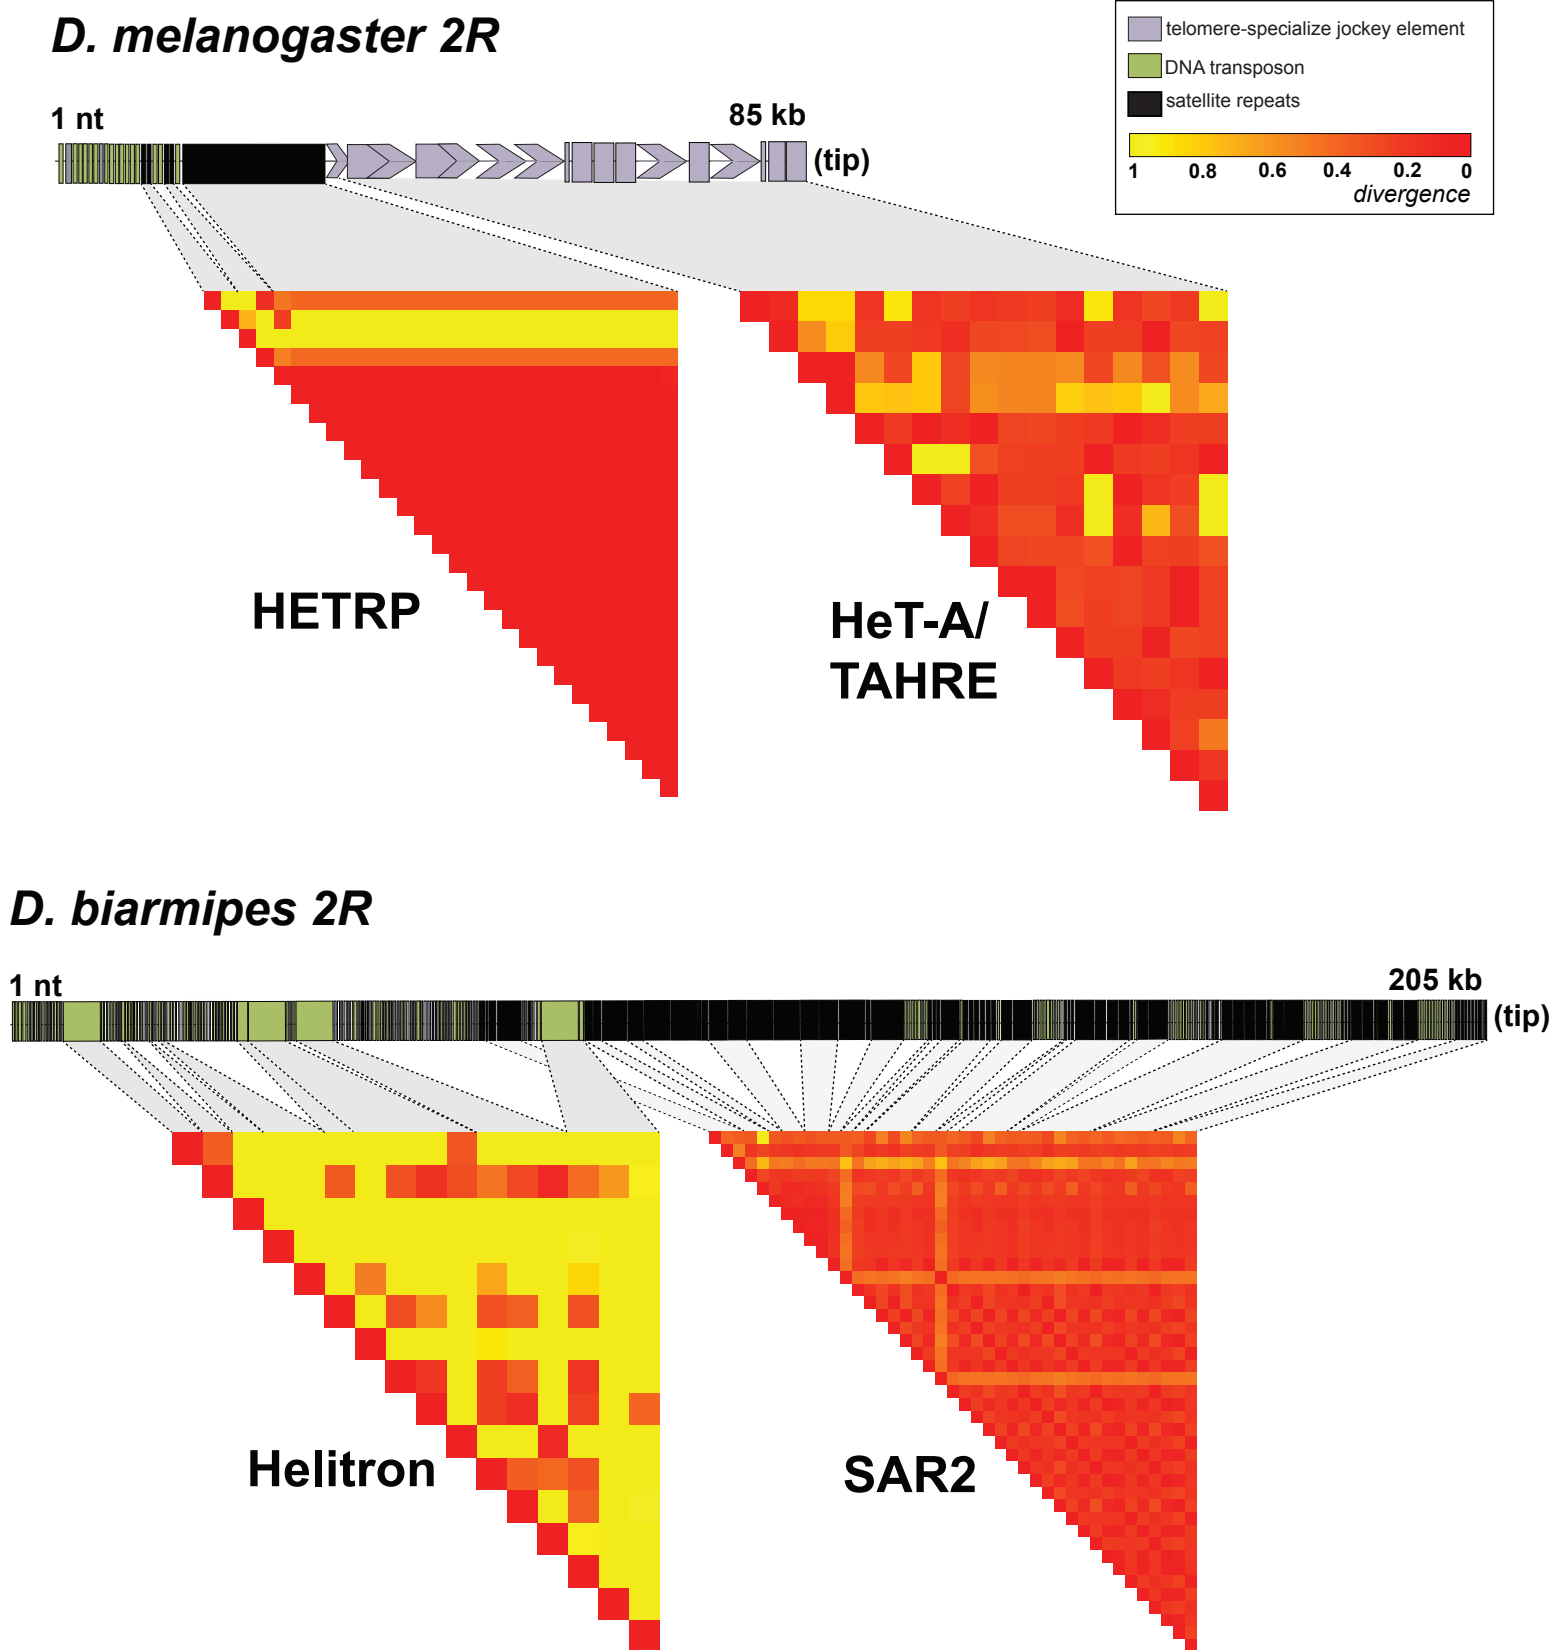 D. melanogaster 2R
telomere-specialize jockey element
DNA transposon
satellite repeats
1 0.8 0.6 0.4 0.2 0
divergence
1 nt
85 kb
(tip)
HETRP
HeT-A/
TAHRE
D. biarmipes 2R
1 nt
205 kb
(tip)
Helitron
SAR2